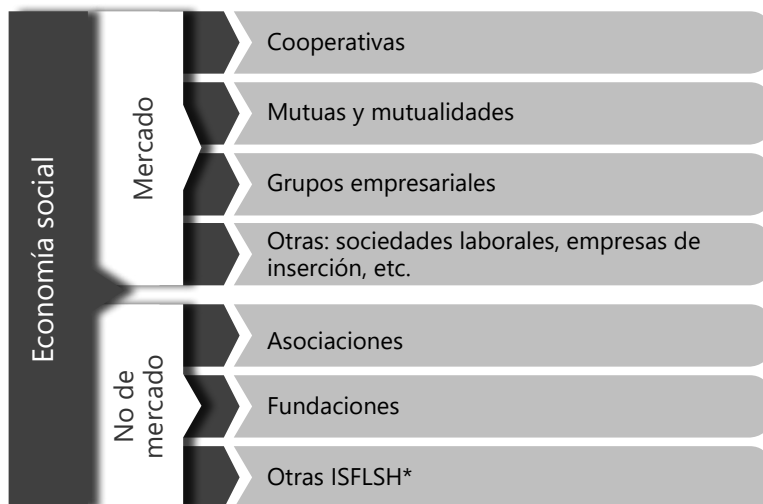 Economía social
Mercado
Cooperativas
Mutuas y mutualidades
Grupos empresariales
Otras: sociedades laborales, empresas de
inserción, etc.
No de
mercado
Asociaciones
Fundaciones
Otras ISFLSH*